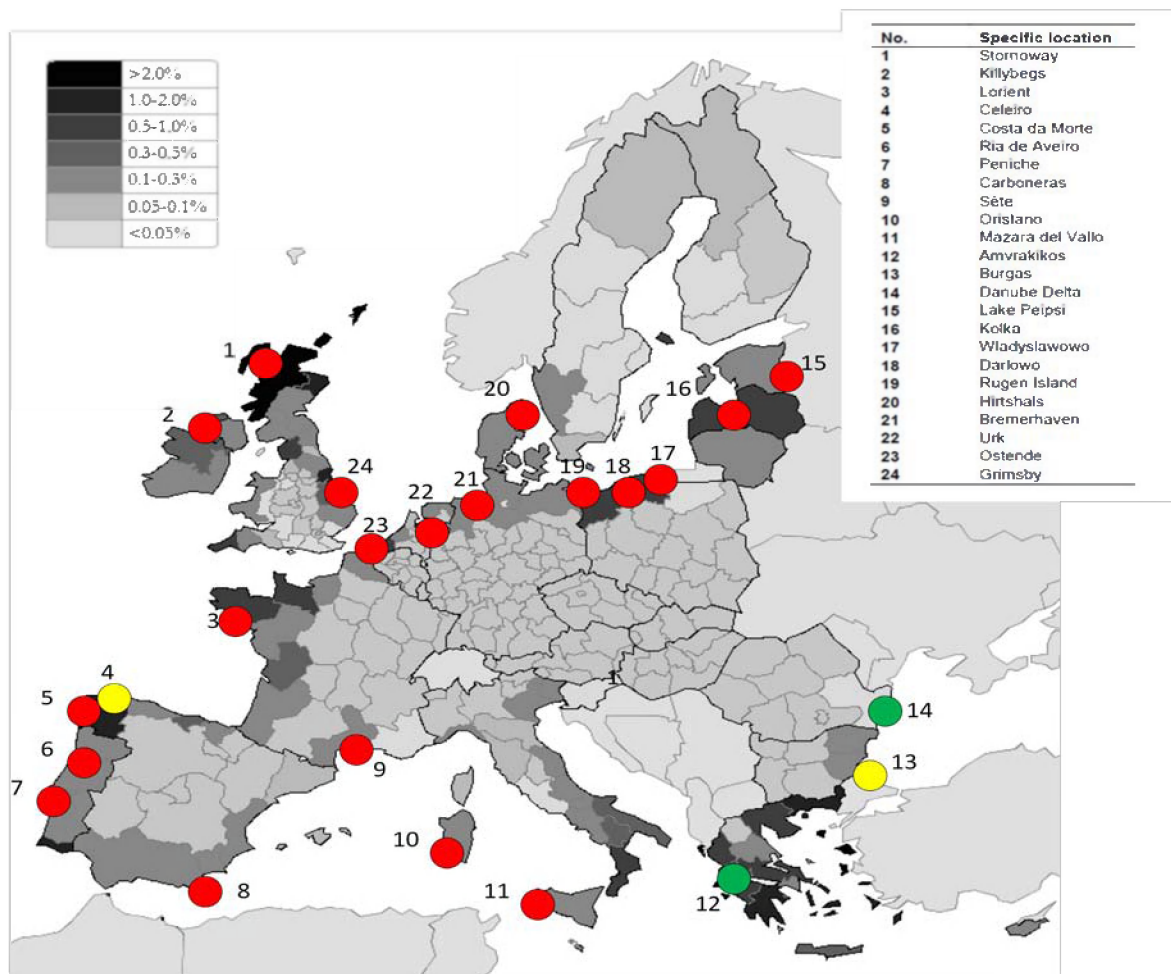 >2.0%
1.0-2.0%
0.5-1.0%
0.3-0.5%
0.1-0.3%
0.05-0.1%
<0.05%
No. Specific location
1 Stornoway
2 Killybegs
3 Lorient
4 Celeiro
5 Costa da Morte
6 Ria de Aveiro
7 Peniche
8 Carboneras
9 Sète
10 Oristano
11 Mazara del Vallo
12 Amvrakikos
13 Burgas
14 Danube Delta
15 Lake Peipsi
16 Kolka
17 Wladyslawowo
18 Darlowo
19 Rugen Island
20 Hirtshals
21 Bremerhaven
22 Urk
23 Ostende
24 Grimsby
1
2
20
16
15
24
22
21
19
18
17
23
3
4
5
6
7
9
8
10
11
14
13
12
1